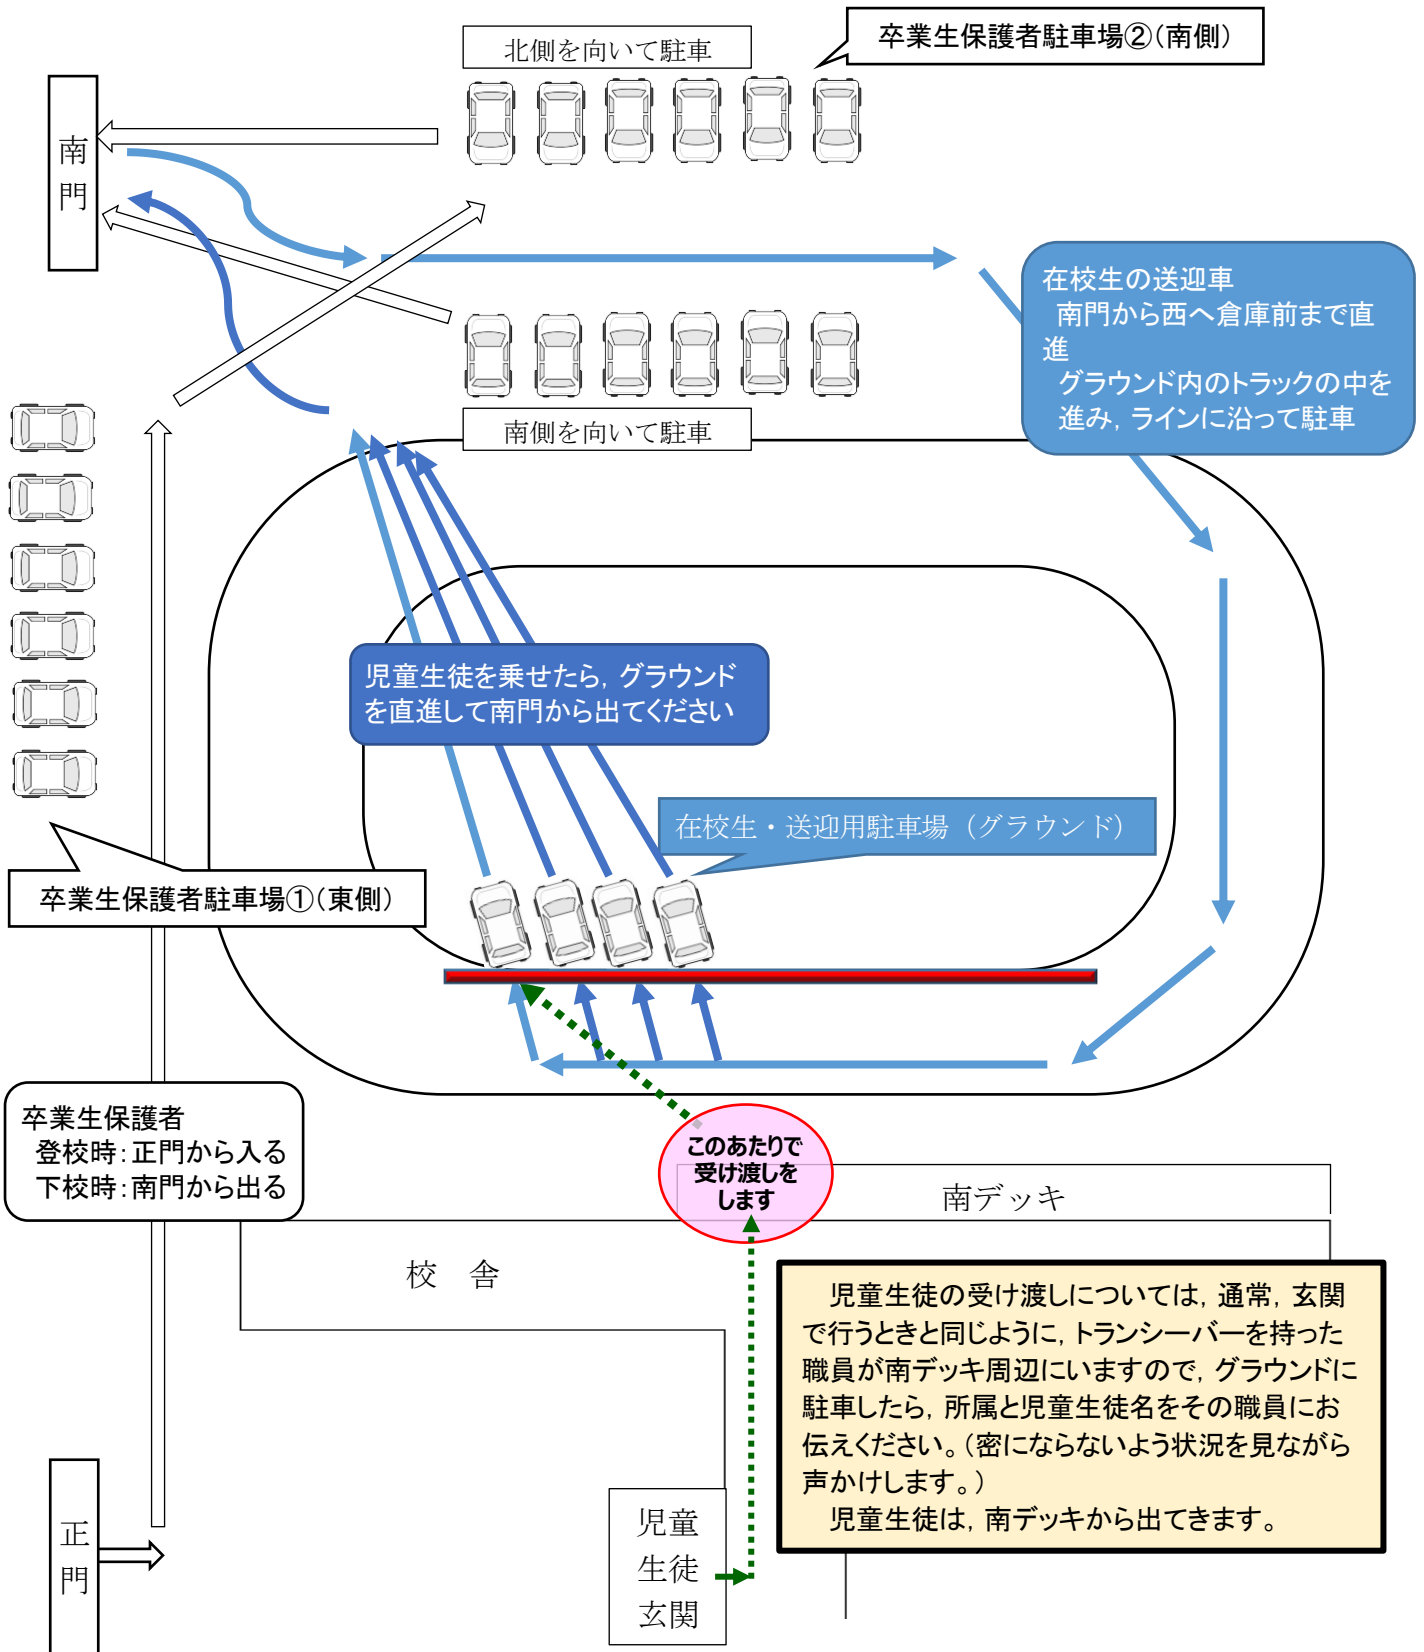 北側を向いて駐車
卒業生保護者駐車場②(南側)
南
門
在校生の送迎車
南門から西へ倉庫前まで直
進
グラウンド内のトラックの中を
進み,ラインに沿って駐車
南側を向いて駐車
児童生徒を乗せたら,グラウンド
を直進して南門から出てください
在校生・送迎用駐車場(グラウンド)
卒業生保護者駐車場①(東側)
卒業生保護者
登校時:正門から入る
下校時:南門から出る
このあたりで
受け渡しを
します
南デッキ
校 舎
児童生徒の受け渡しについては,通常,玄関
で行うときと同じように,トランシーバーを持った
職員が南デッキ周辺にいますので,グラウンドに
駐車したら,所属と児童生徒名をその職員にお
伝えください。(密にならないよう状況を見ながら
声かけします。)
児童生徒は,南デッキから出てきます。
正
門
児童
生徒
玄関